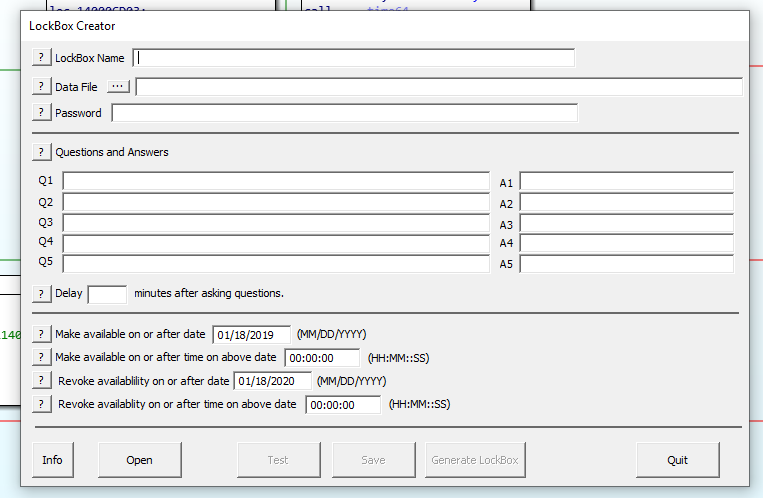 loc_14000CD03:
call    time64
LockBox Creator
? LockBox Name
? Data File ...
? Password
? Questions and Answers
Q1 A1
Q2 A2
Q3 A3
Q4 A4
Q5 A5
? Delay minutes after asking questions.
? Make available on or after date 01/18/2019 (MM/DD/YYYY)
140
? Make available on or after time on above date 00:00:00 (HH:MM::SS)
? Revoke availablility on or after date 01/18/2020 (MM/DD/YYYY)
? Revoke availablity on or after time on above date 00:00:00 (HH:MM::SS)
Info Open Test Save Generate LockBox Quit